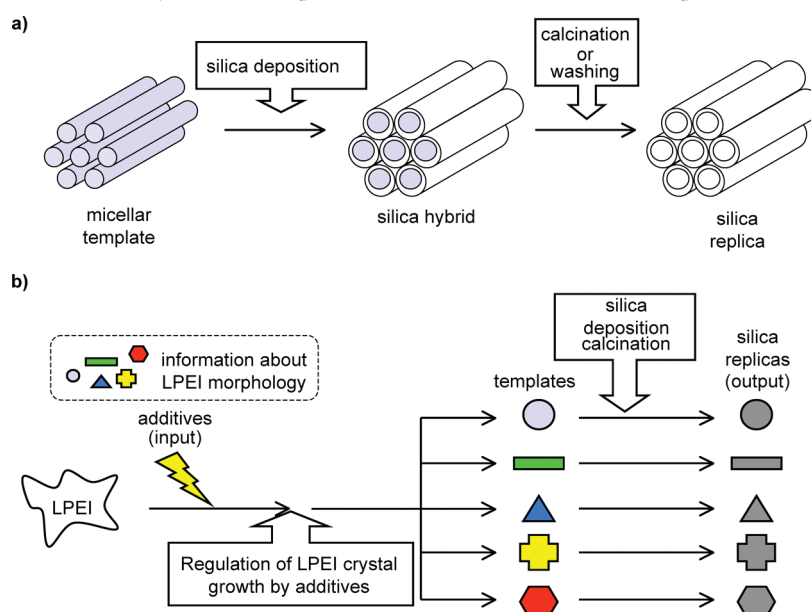 a)
silica deposition
calcination
or
washing
micellar
template
silica hybrid
silica
replica
b)
information about
LPEI morphology
additives
(input)
LPEI
Regulation of LPEI crystal
growth by additives
templates
silica
deposition
calcination
silica
replicas
(output)